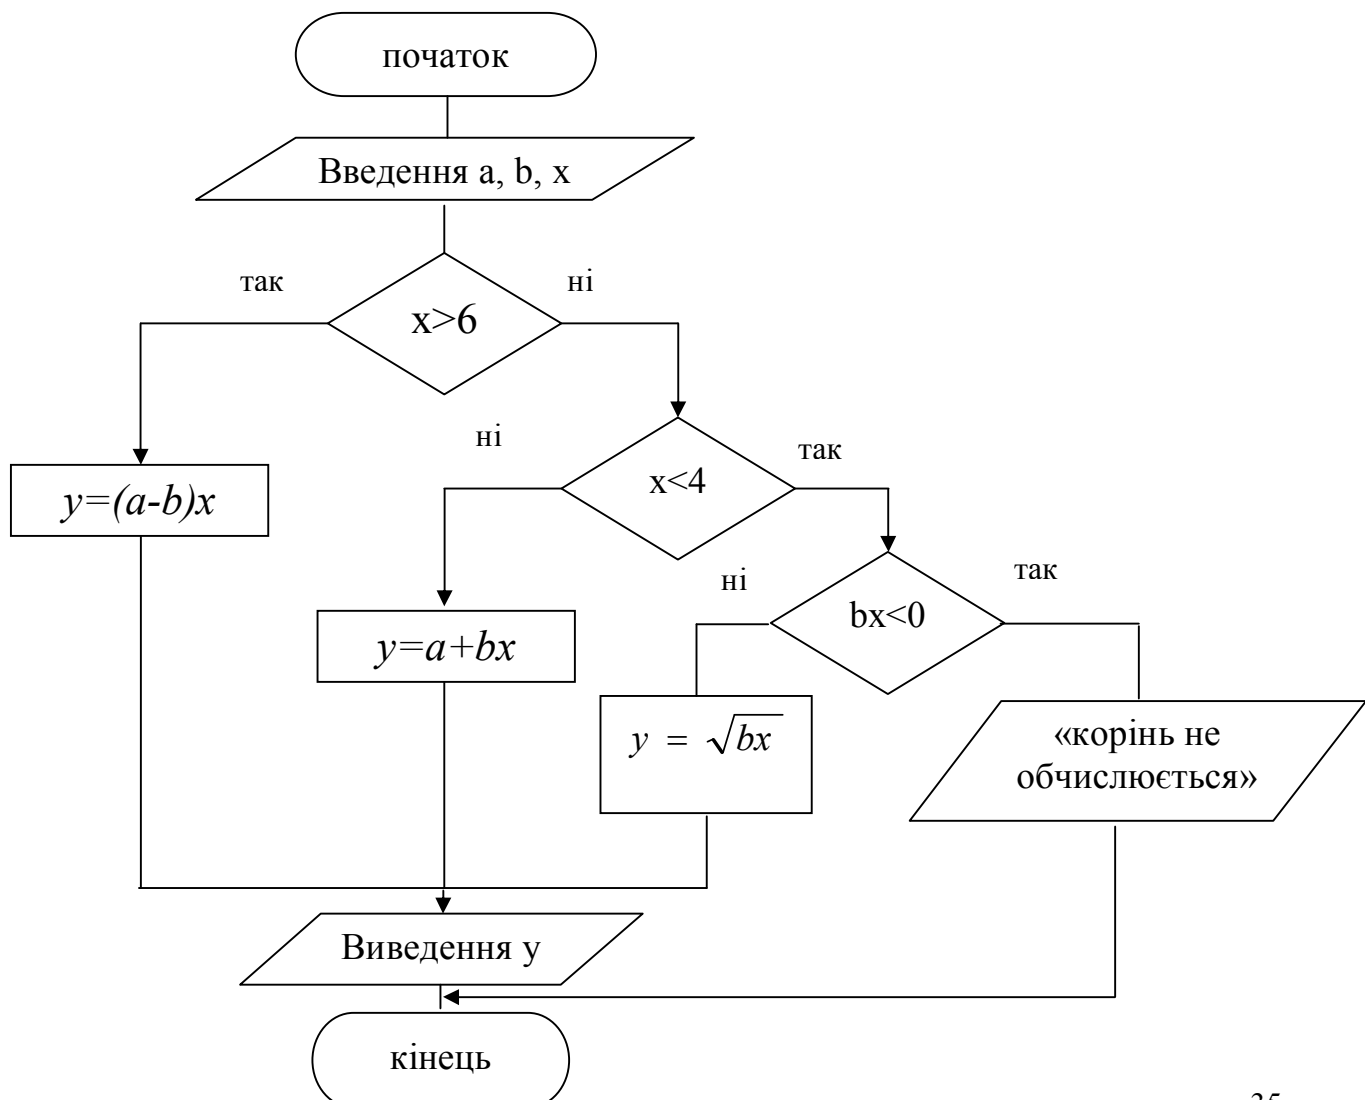 початок
Введення a, b, x
так
ні
x>6
ні
так
x<4
y=(a-b)x
ні
так
bx<0
y=a+bx
y = √bx
«корінь не
обчислюється»
Виведення y
кінець